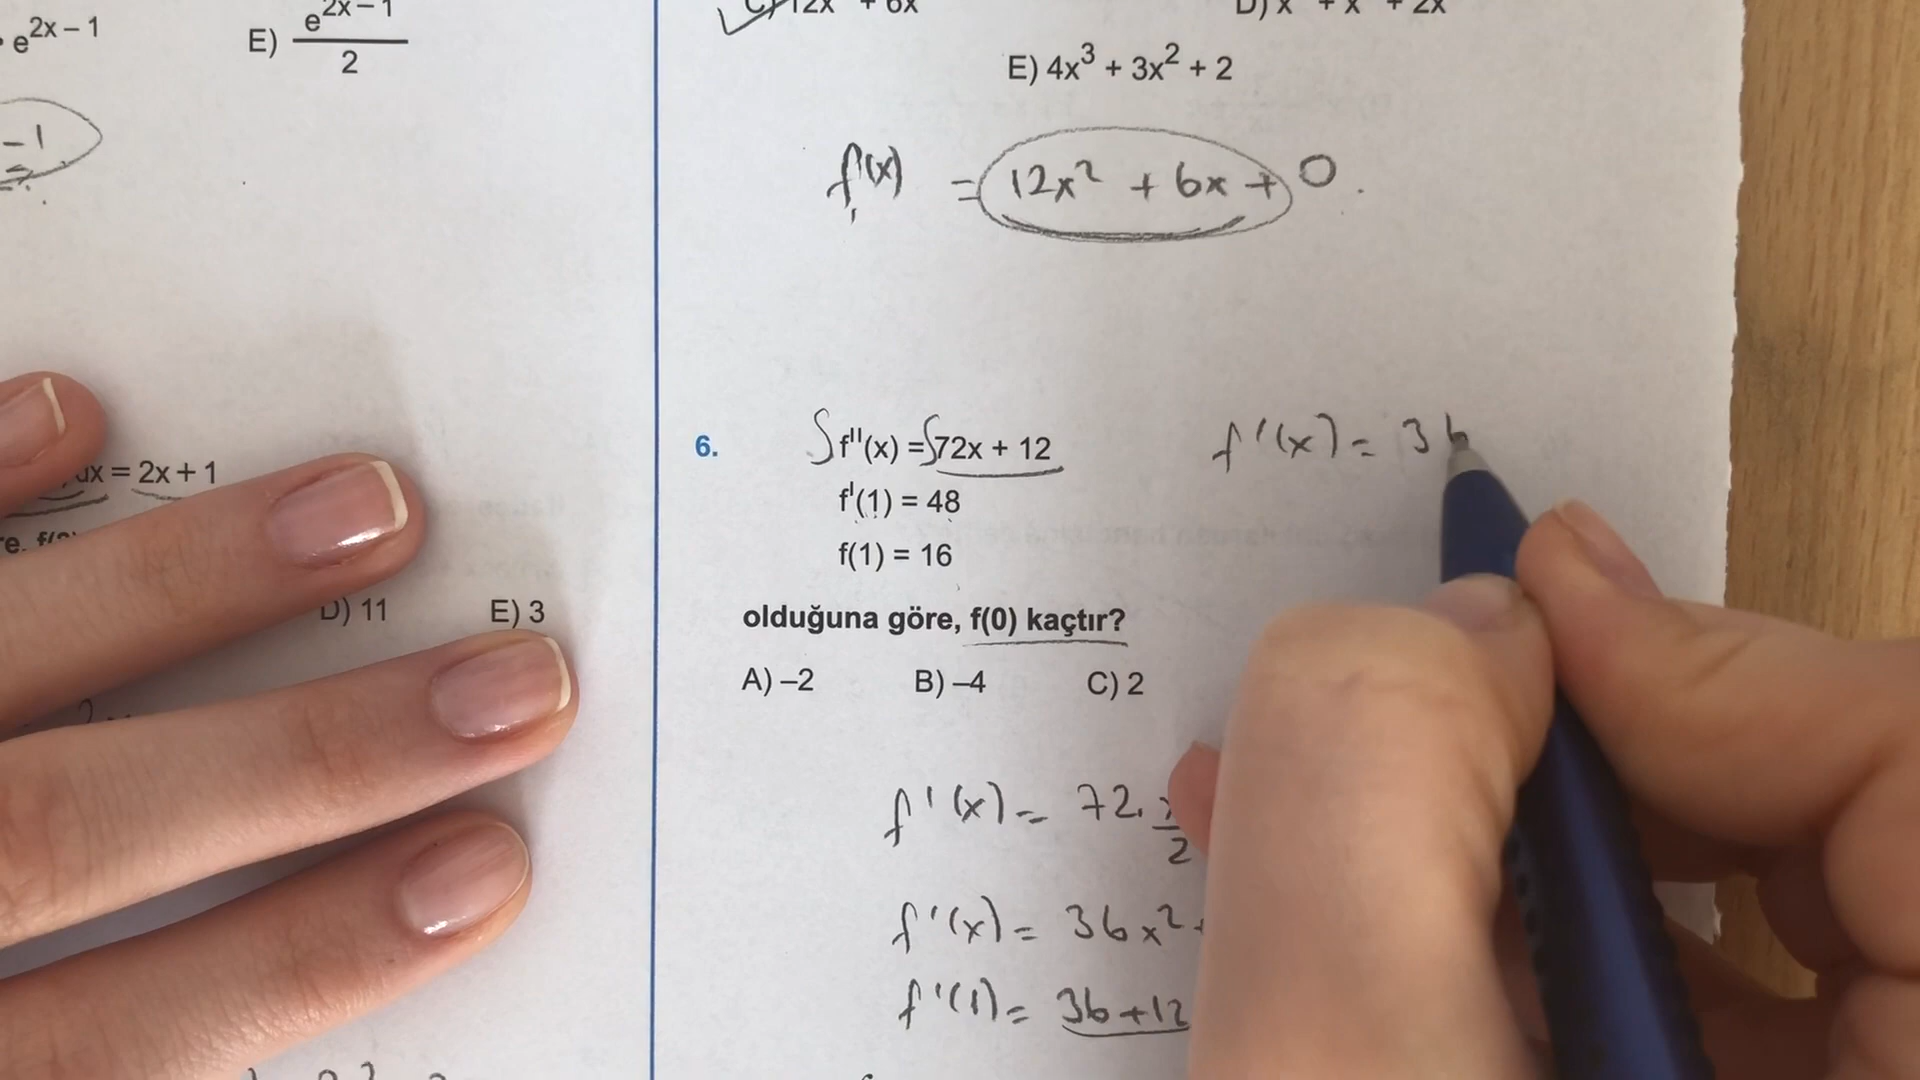 e^{2x – 1}
E) \frac{e^{2x – 1}}{2}
– 1
x = 2x + 1
D) 11 E) 3
E) 4x³ + 3x² + 2
f'(x) = 12x² + 6x + 0
6. ∫f''(x) = ∫72x + 12
f'(1) = 48
f(1) = 16
olduğuna göre, f(0) kaçtır?
A) –2 B) –4 C) 2
f'(x) = 36
f'(x) = 72.
2
f'(x) = 36x² +
f'(1) = 36 + 12